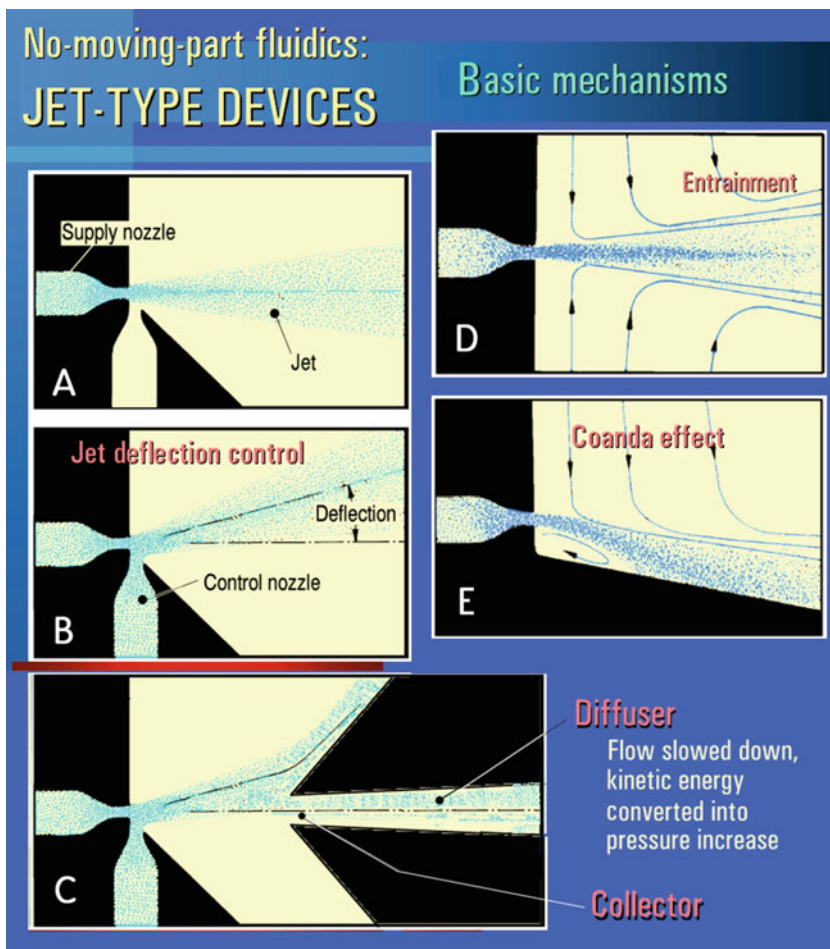 No-moving-part fluidics:
JET-TYPE DEVICES
Basic mechanisms
Supply nozzle
Jet
A
Jet deflection control
Deflection
Control nozzle
B
C
Entrainment
D
Coanda effect
E
Diffuser
Flow slowed down,
kinetic energy
converted into
pressure increase
Collector